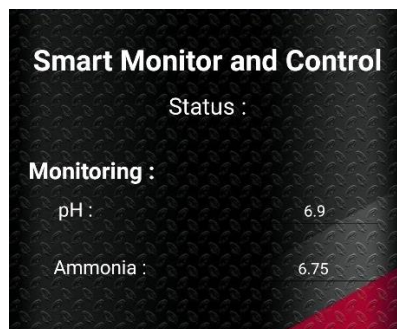 Smart Monitor and Control
Status :
Monitoring :
pH : 6.9
Ammonia : 6.75